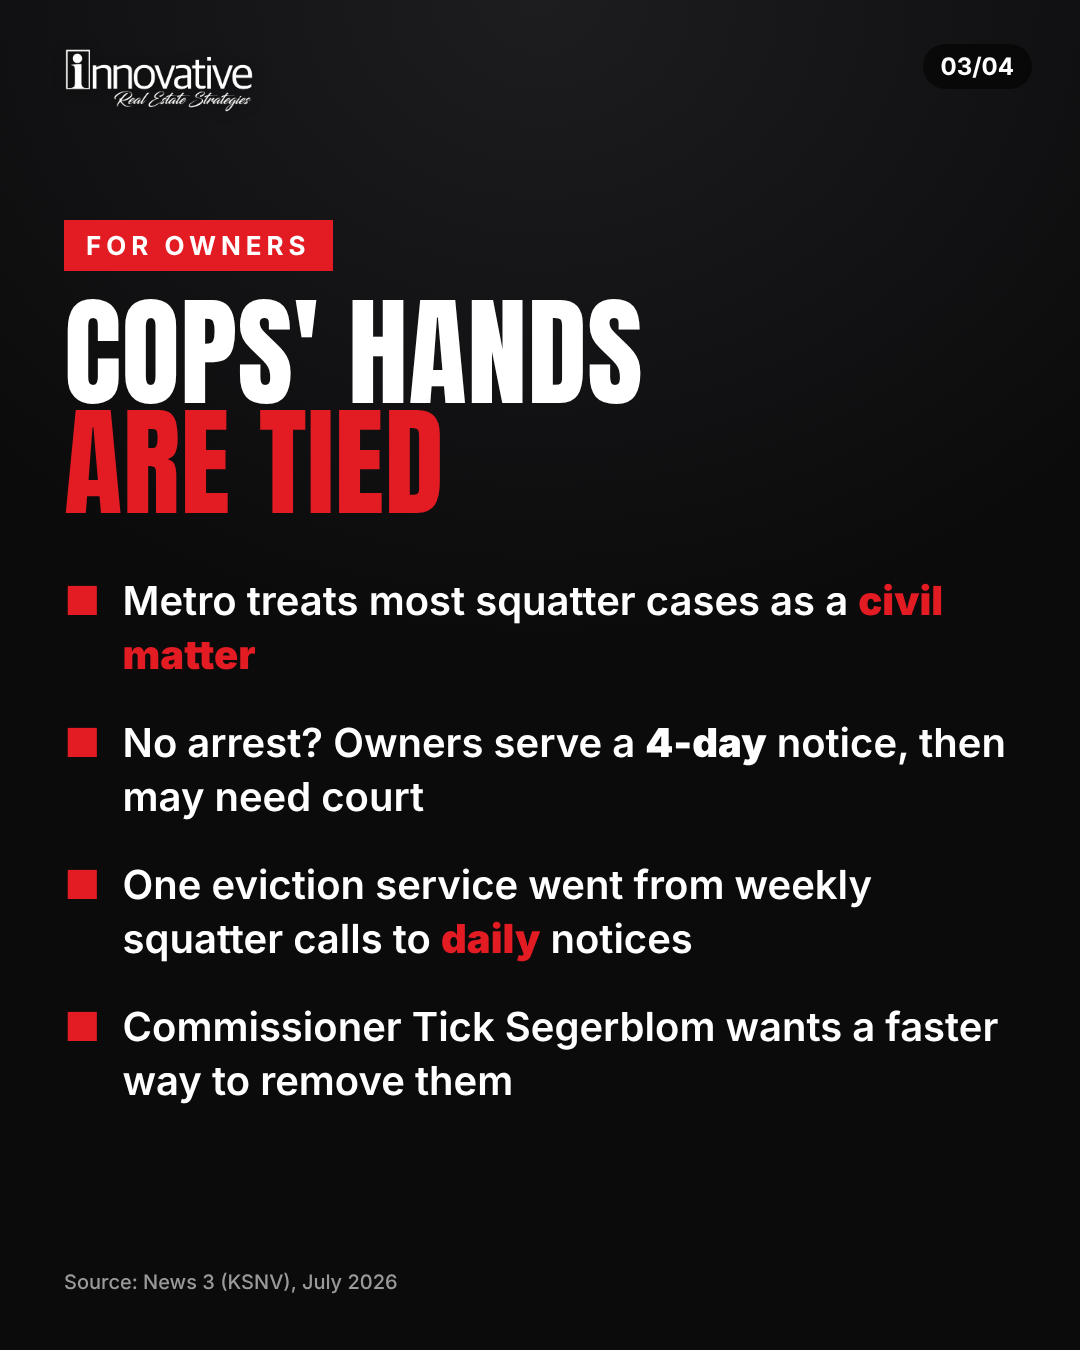 innovative
Real Estate Strategies
03/04
FOR OWNERS
COPS' HANDS
ARE TIED
Metro treats most squatter cases as a civil
matter
No arrest? Owners serve a 4-day notice, then
may need court
One eviction service went from weekly
squatter calls to daily notices
Commissioner Tick Segerblom wants a faster
way to remove them
Source: News 3 (KSNV), July 2026